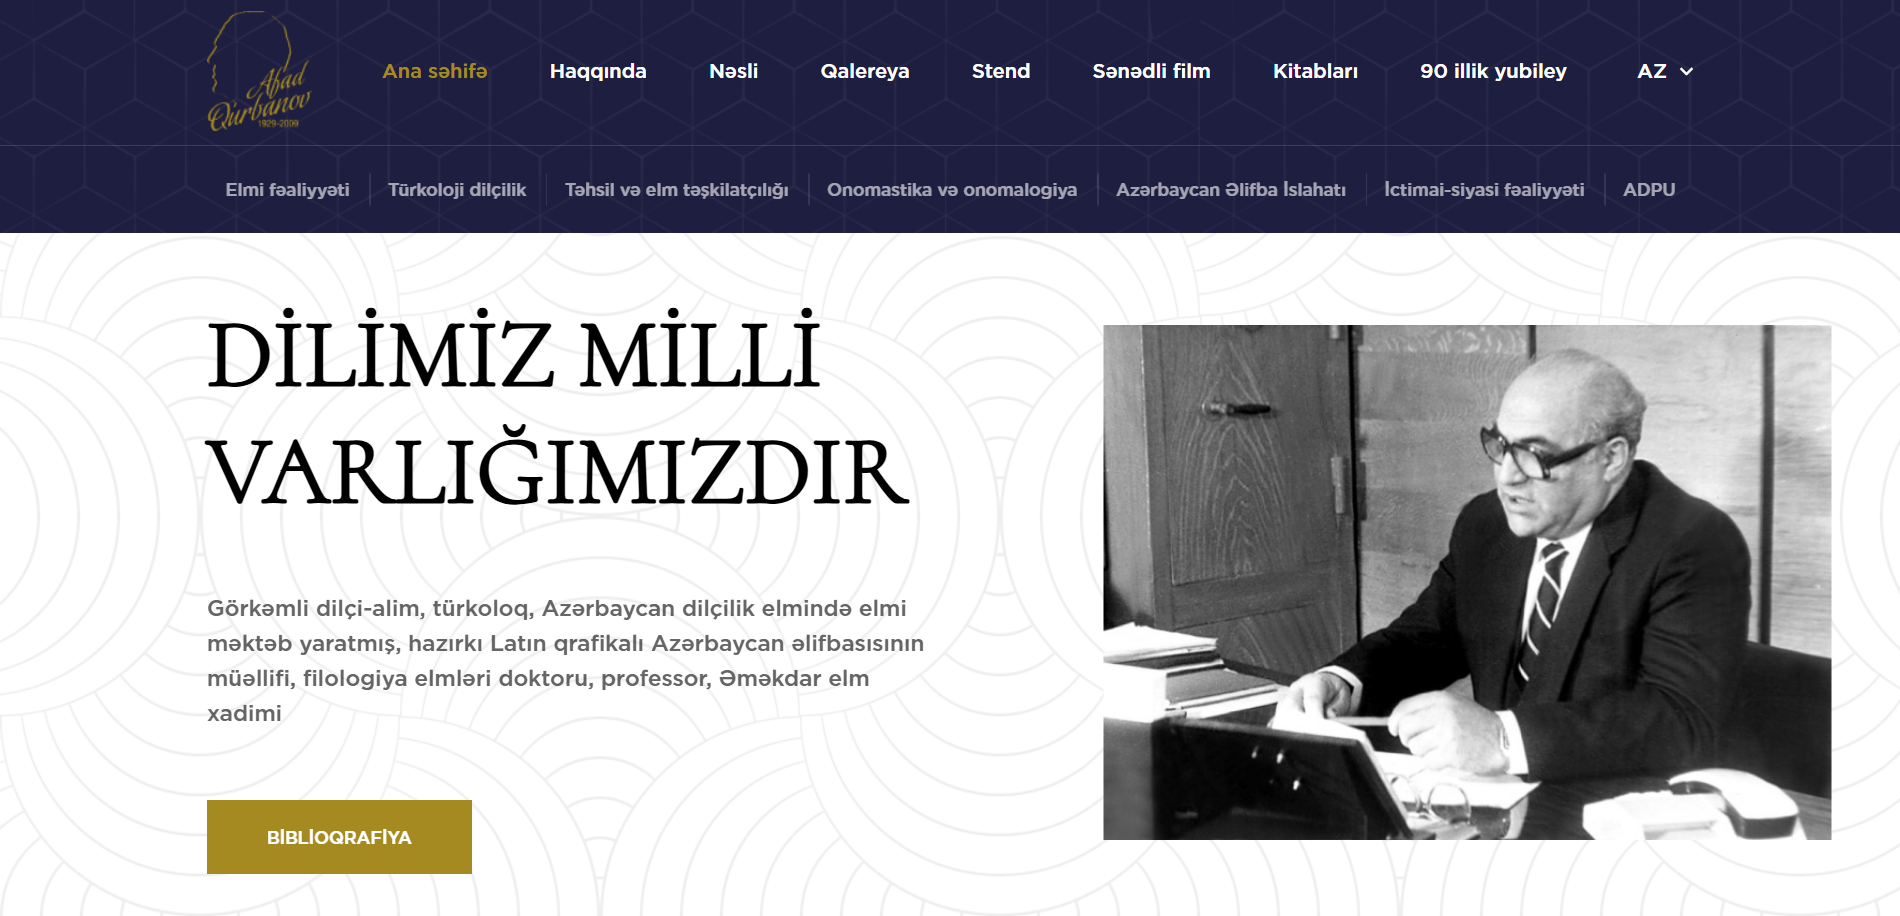 Afad
Qurbanov
1929-2009
Ana səhifə
Haqqında
Nəsli
Qalereya
Stend
Sənədli film
Kitabları
90 illik yubiley
AZ
Elmi fəaliyyəti
Türkoloji dilçilik
Təhsil və elm təşkilatçılığı
Onomastika və onomalogiya
Azərbaycan Əlifba İslahatı
İctimai-siyasi fəaliyyəti
ADPU
DİLİMİZ MİLLİ
VARLIĞIMIZDIR
Görkəmli dilçi-alim, türkoloq, Azərbaycan dilçilik elmində elmi
məktəb yaratmış, hazırkı Latın qrafikalı Azərbaycan əlifbasısının
müəllifi, filologiya elmləri doktoru, professor, Əməkdar elm
xadimi
BİBLİOQRAFİYA